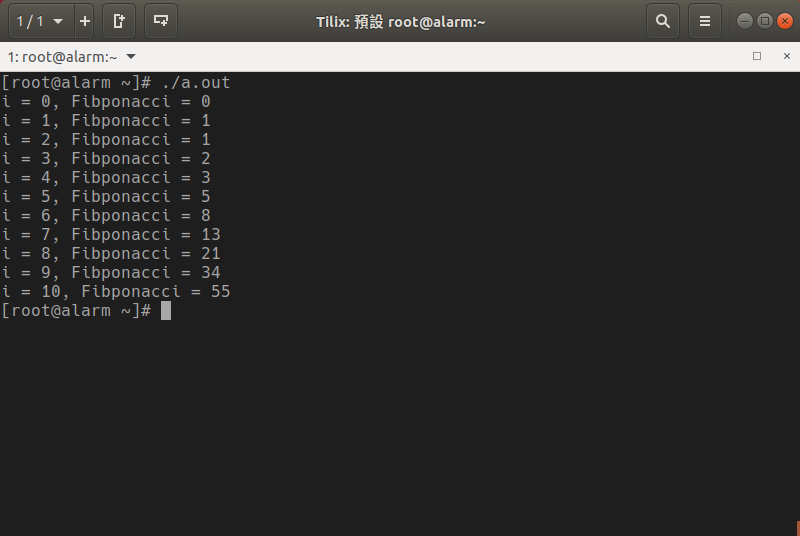 1 / 1
Tilix: 預設 root@alarm:~
1: root@alarm:~
[root@alarm ~]# ./a.out
i = 0, Fibponacci = 0
i = 1, Fibponacci = 1
i = 2, Fibponacci = 1
i = 3, Fibponacci = 2
i = 4, Fibponacci = 3
i = 5, Fibponacci = 5
i = 6, Fibponacci = 8
i = 7, Fibponacci = 13
i = 8, Fibponacci = 21
i = 9, Fibponacci = 34
i = 10, Fibponacci = 55
[root@alarm ~]#